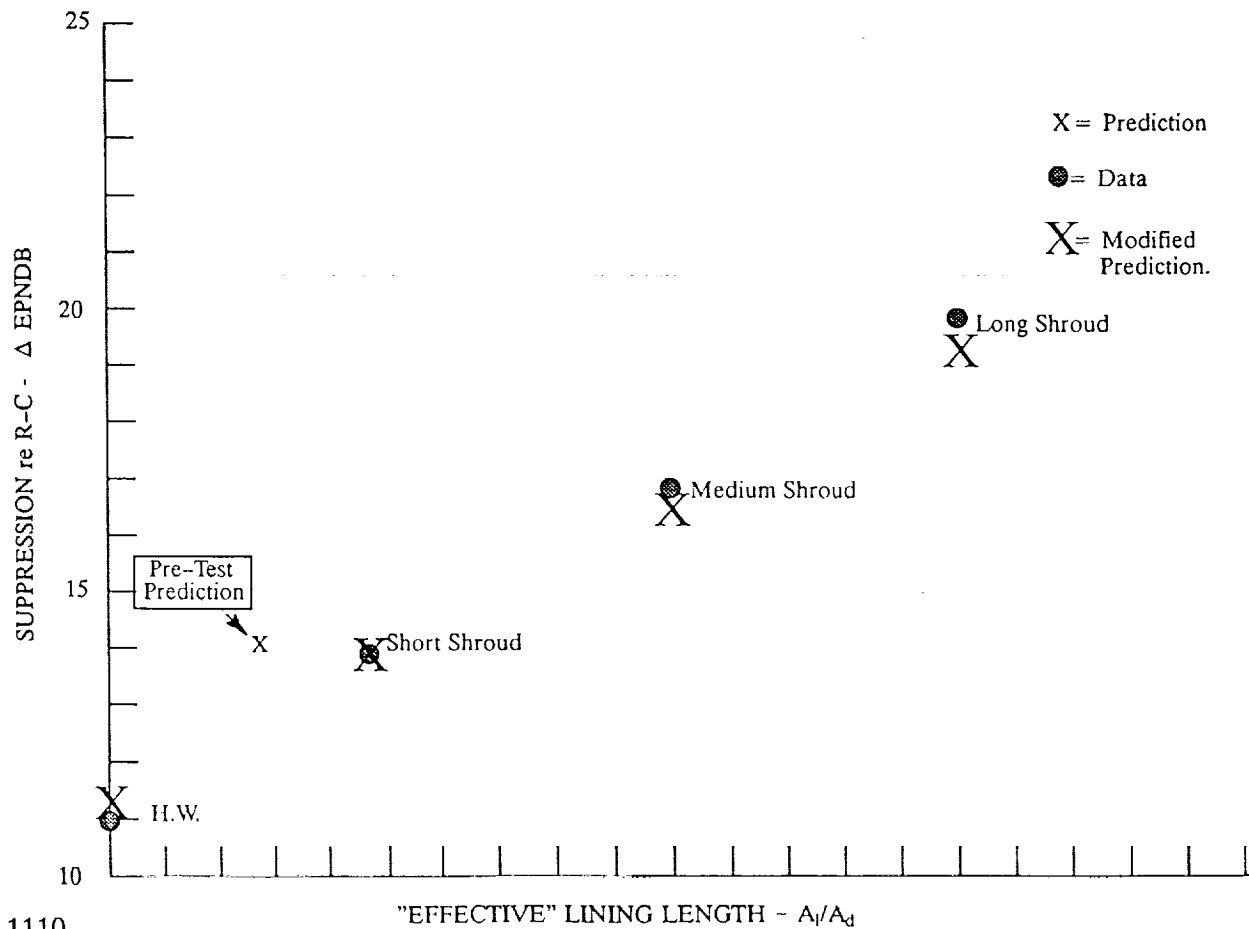 25
X = Prediction
= Data
X = Modified
Prediction.
SUPPRESSION re R-C - Δ EPNDB
20
Long Shroud
Medium Shroud
Pre-Test
Prediction
15
X
Short Shroud
H.W.
10
"EFFECTIVE" LINING LENGTH ~ Al/Ad
1110